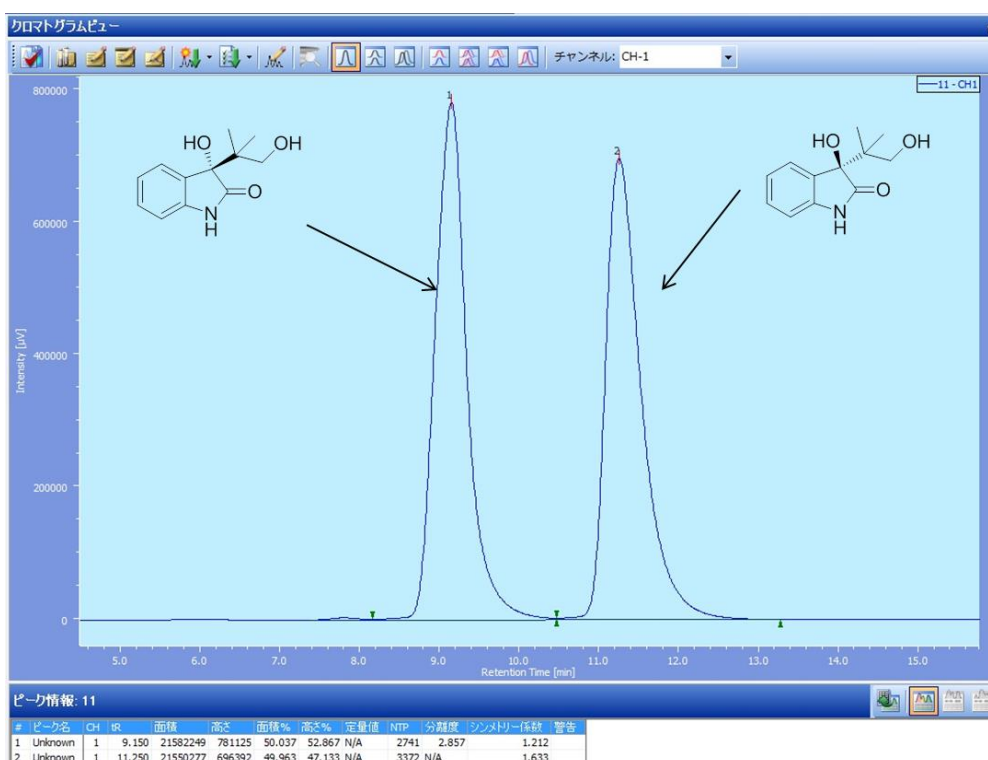 クロマトグラムビュー
チャンネル: CH-1
11 - CH1
800000
600000
400000
200000
0
Intensity [µV]
1
2
HO
OH
O
N
H
HO
OH
O
N
H
5.0 6.0 7.0 8.0 9.0 10.0 11.0 12.0 13.0 14.0 15.0
Retention Time [min]
ピーク情報: 11
# ピーク名 CH tR 面積 高さ 面積% 高さ% 定量値 NTP 分離度 シンメトリー係数 警告
1 Unknown 1 9.150 21582249 781125 50.037 52.867 N/A 2741 2.857 1.212
2 Unknown 1 11.250 21550277 696392 49.963 47.133 N/A 3372 N/A 1.633